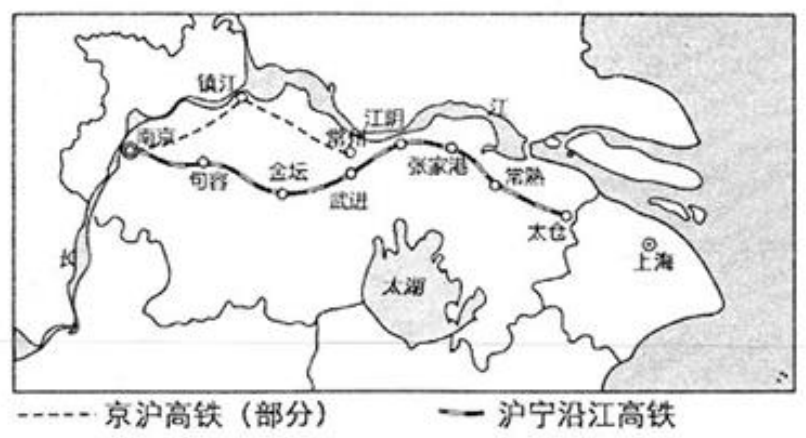 镇江
江阴
江
南京
常州
句容
金坛
武进
张家港
常熟
太仓
上海
长
太湖
京沪高铁（部分）
沪宁沿江高铁